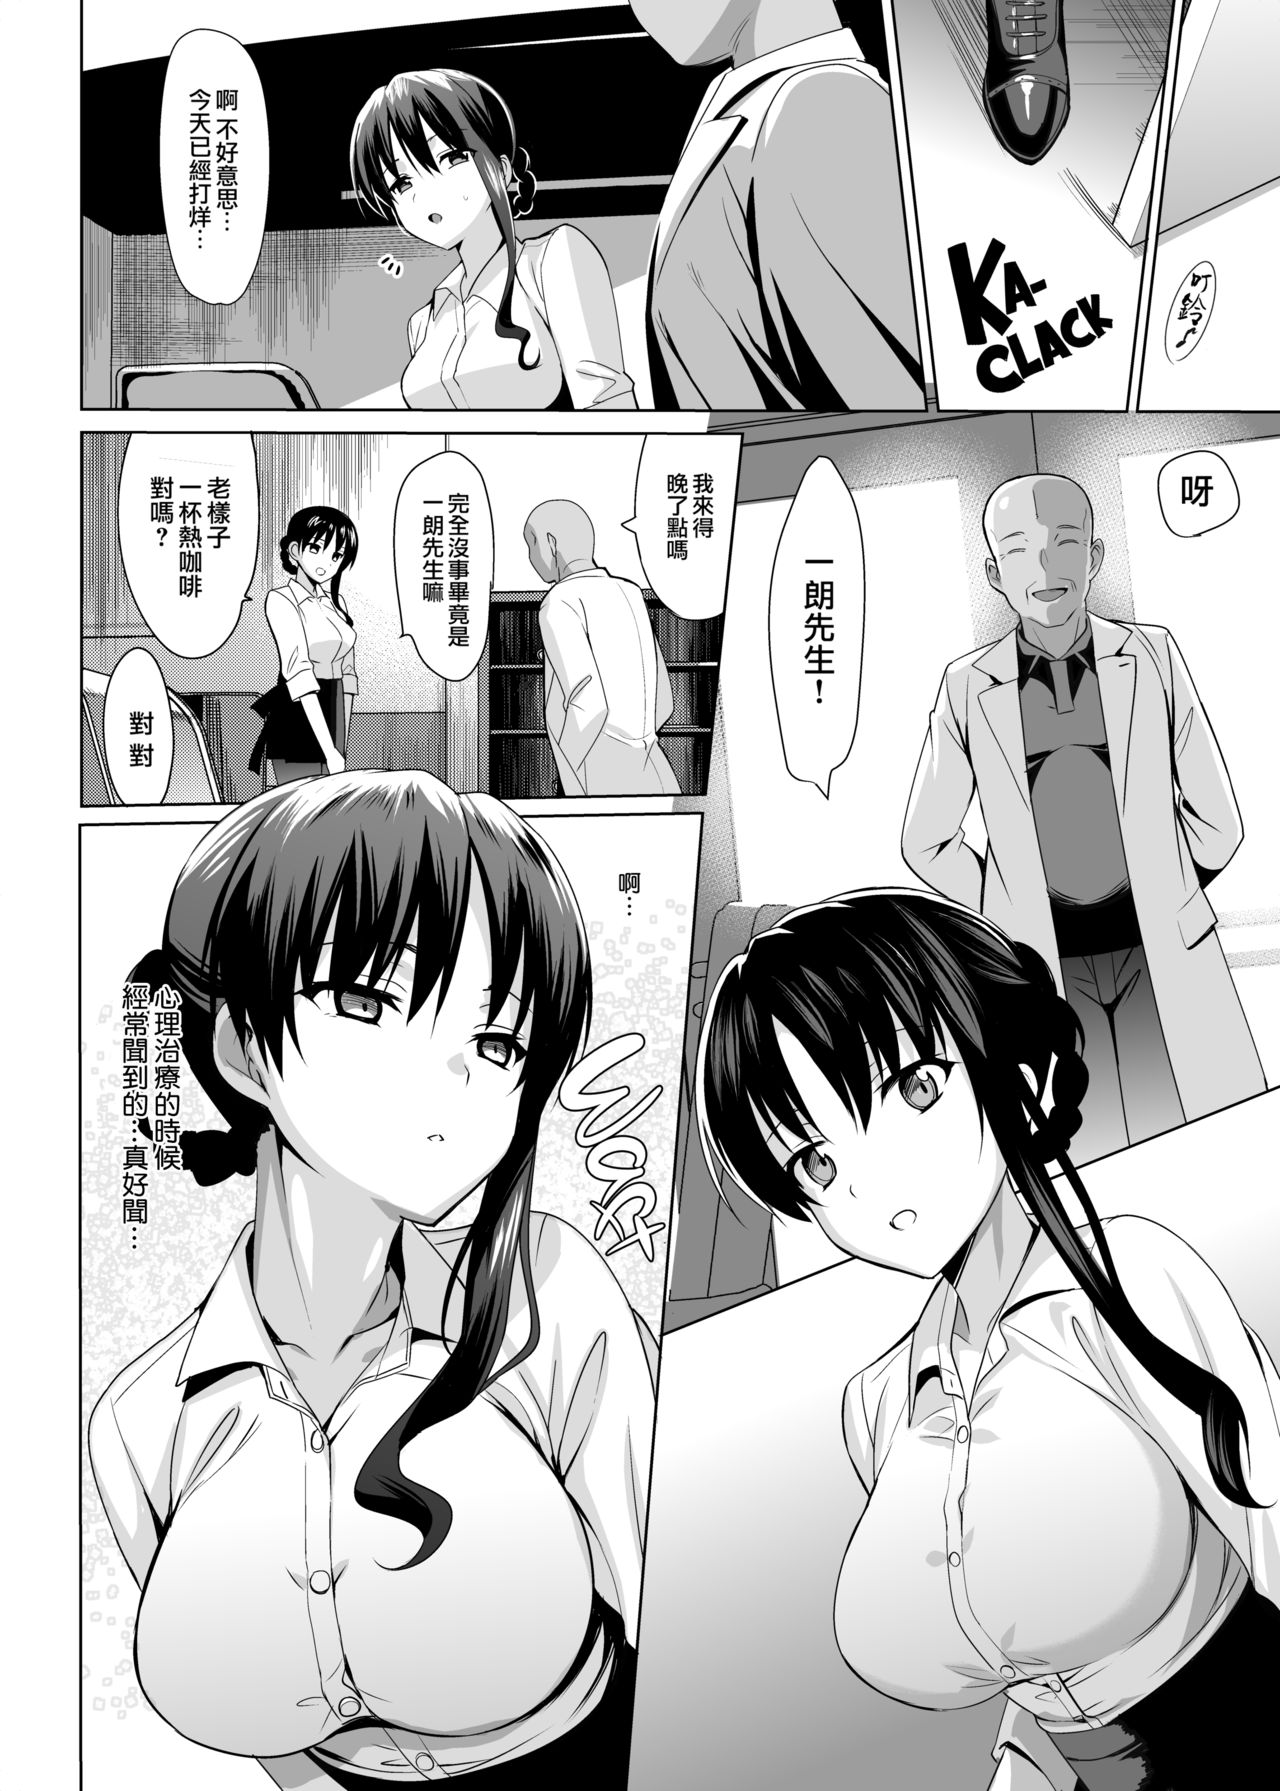 叮鈴♪
KA-
CLACK
啊 不好意思…
今天已經打烊…
呀
一朗先生！
我來得
晚了點嗎
完全沒事畢竟是
一朗先生嘛
老樣子
一杯熱咖啡
對嗎？
對對
啊…
Waft
心理治療的時候
經常聞到的…真好聞…